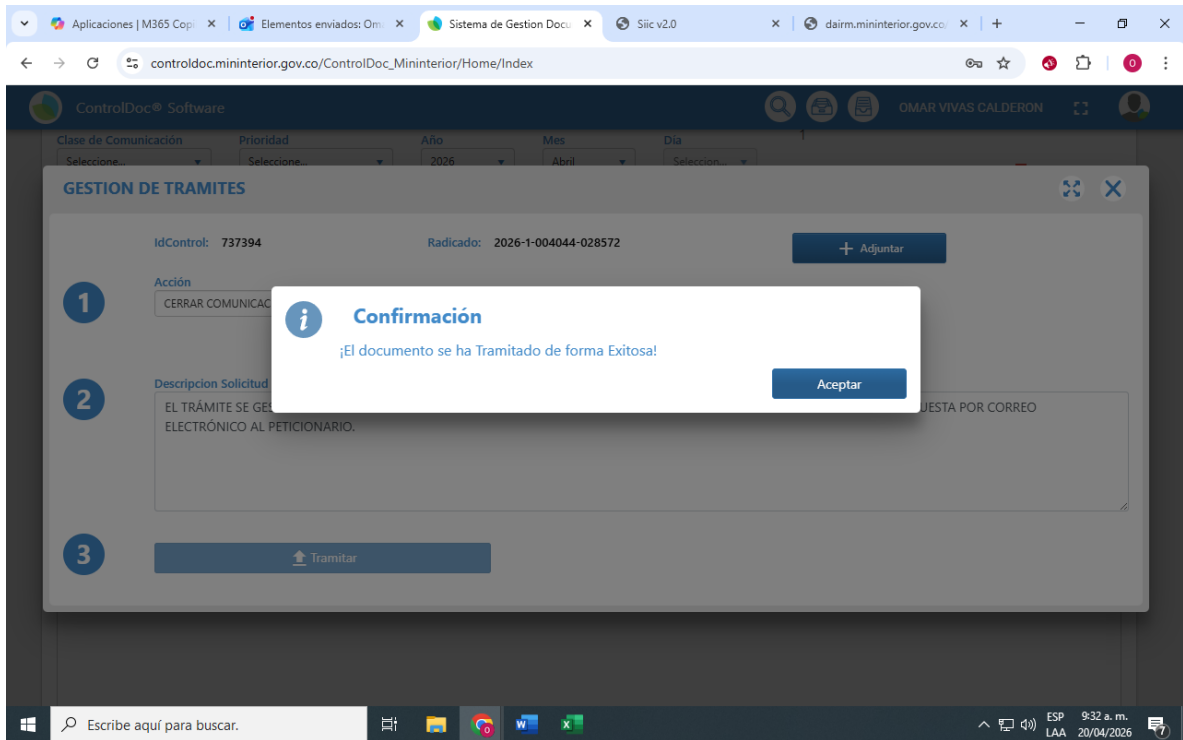 Aplicaciones | M365 Cop
Elementos enviados: Om
Sistema de Gestion Docu
Siic v2.0
dairm.mininterior.gov.co/
controldoc.mininterior.gov.co/ControlDoc_Mininterior/Home/Index
O
ControlDoc® Software
OMAR VIVAS CALDERON
Clase de Comunicación Prioridad Año Mes Día 1
Seleccione... Seleccione... 2026 Abril Seleccion...
GESTION DE TRAMITES
IdControl: 737394 Radicado: 2026-1-004044-028572 + Adjuntar
1 Acción
CERRAR COMUNICAC
i Confirmación
¡El documento se ha Tramitado de forma Exitosa!
Aceptar
2 Descripcion Solicitud
EL TRÁMITE SE GES UESTA POR CORREO
ELECTRÓNICO AL PETICIONARIO.
3 Tramitar
Escribe aquí para buscar.
ESP 9:32 a. m.
LAA 20/04/2026
7